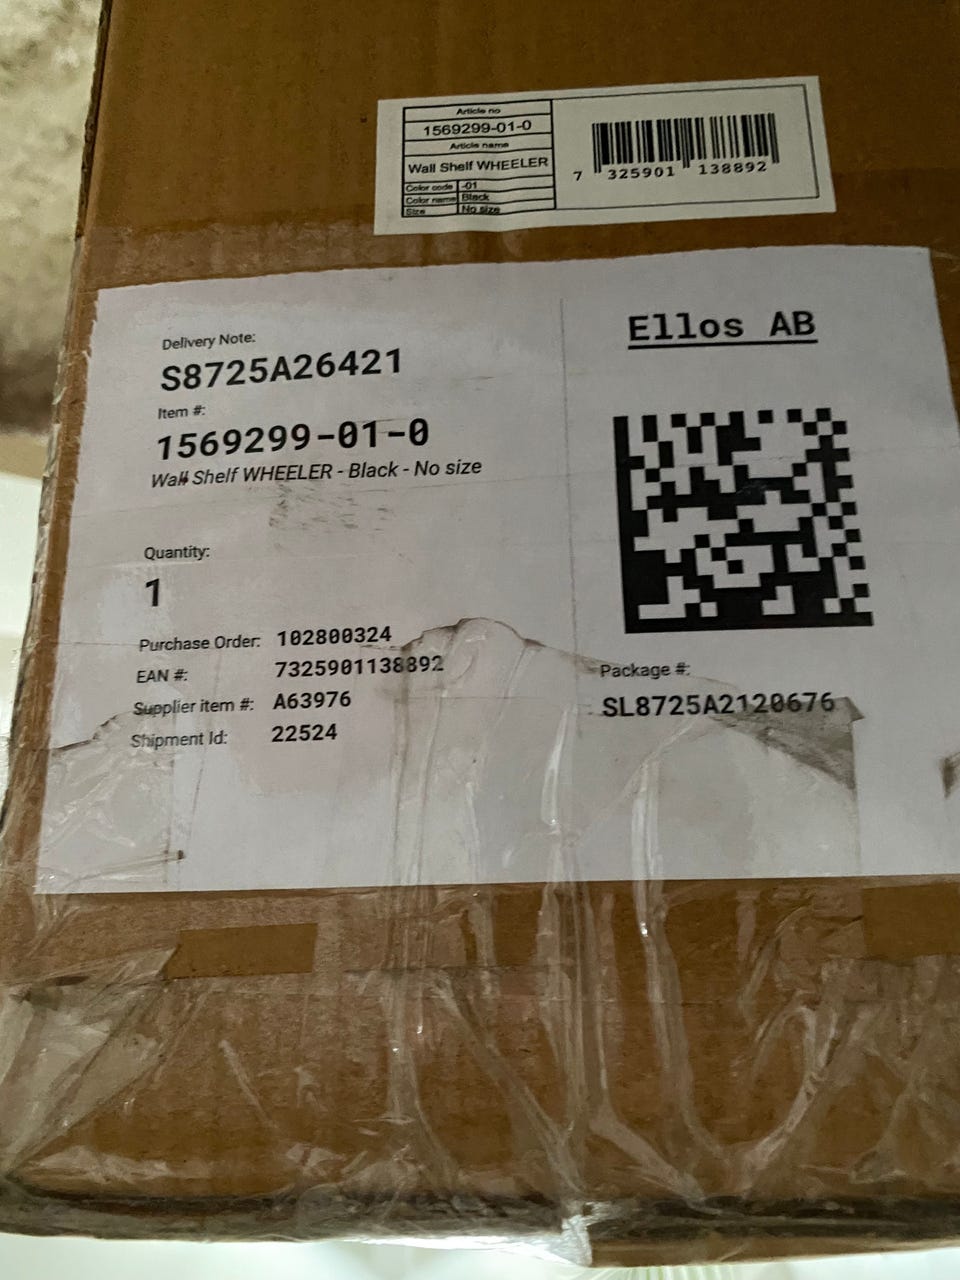 Article no
1569299-01-0
Article name
Wall Shelf WHEELER
Color code -01
Color name Black
Size No size
7 325901 138892
Delivery Note:
S8725A26421
Item #:
1569299-01-0
Wall Shelf WHEELER - Black - No size
Quantity:
1
Purchase Order: 102800324
EAN #: 7325901138892
Supplier item #: A63976
Shipment Id: 22524
Ellos AB
Package #:
SL8725A2120676